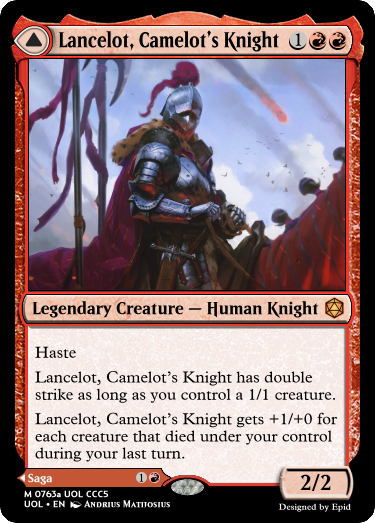 Lancelot, Camelot's Knight 1
Legendary Creature — Human Knight
Haste
Lancelot, Camelot's Knight has double
strike as long as you control a 1/1 creature.
Lancelot, Camelot's Knight gets +1/+0 for
each creature that died under your control
during your last turn.
Saga 1
2/2
M 0763a UOL CCC5
UOL • EN Andrius Matijosius
Designed by Epid